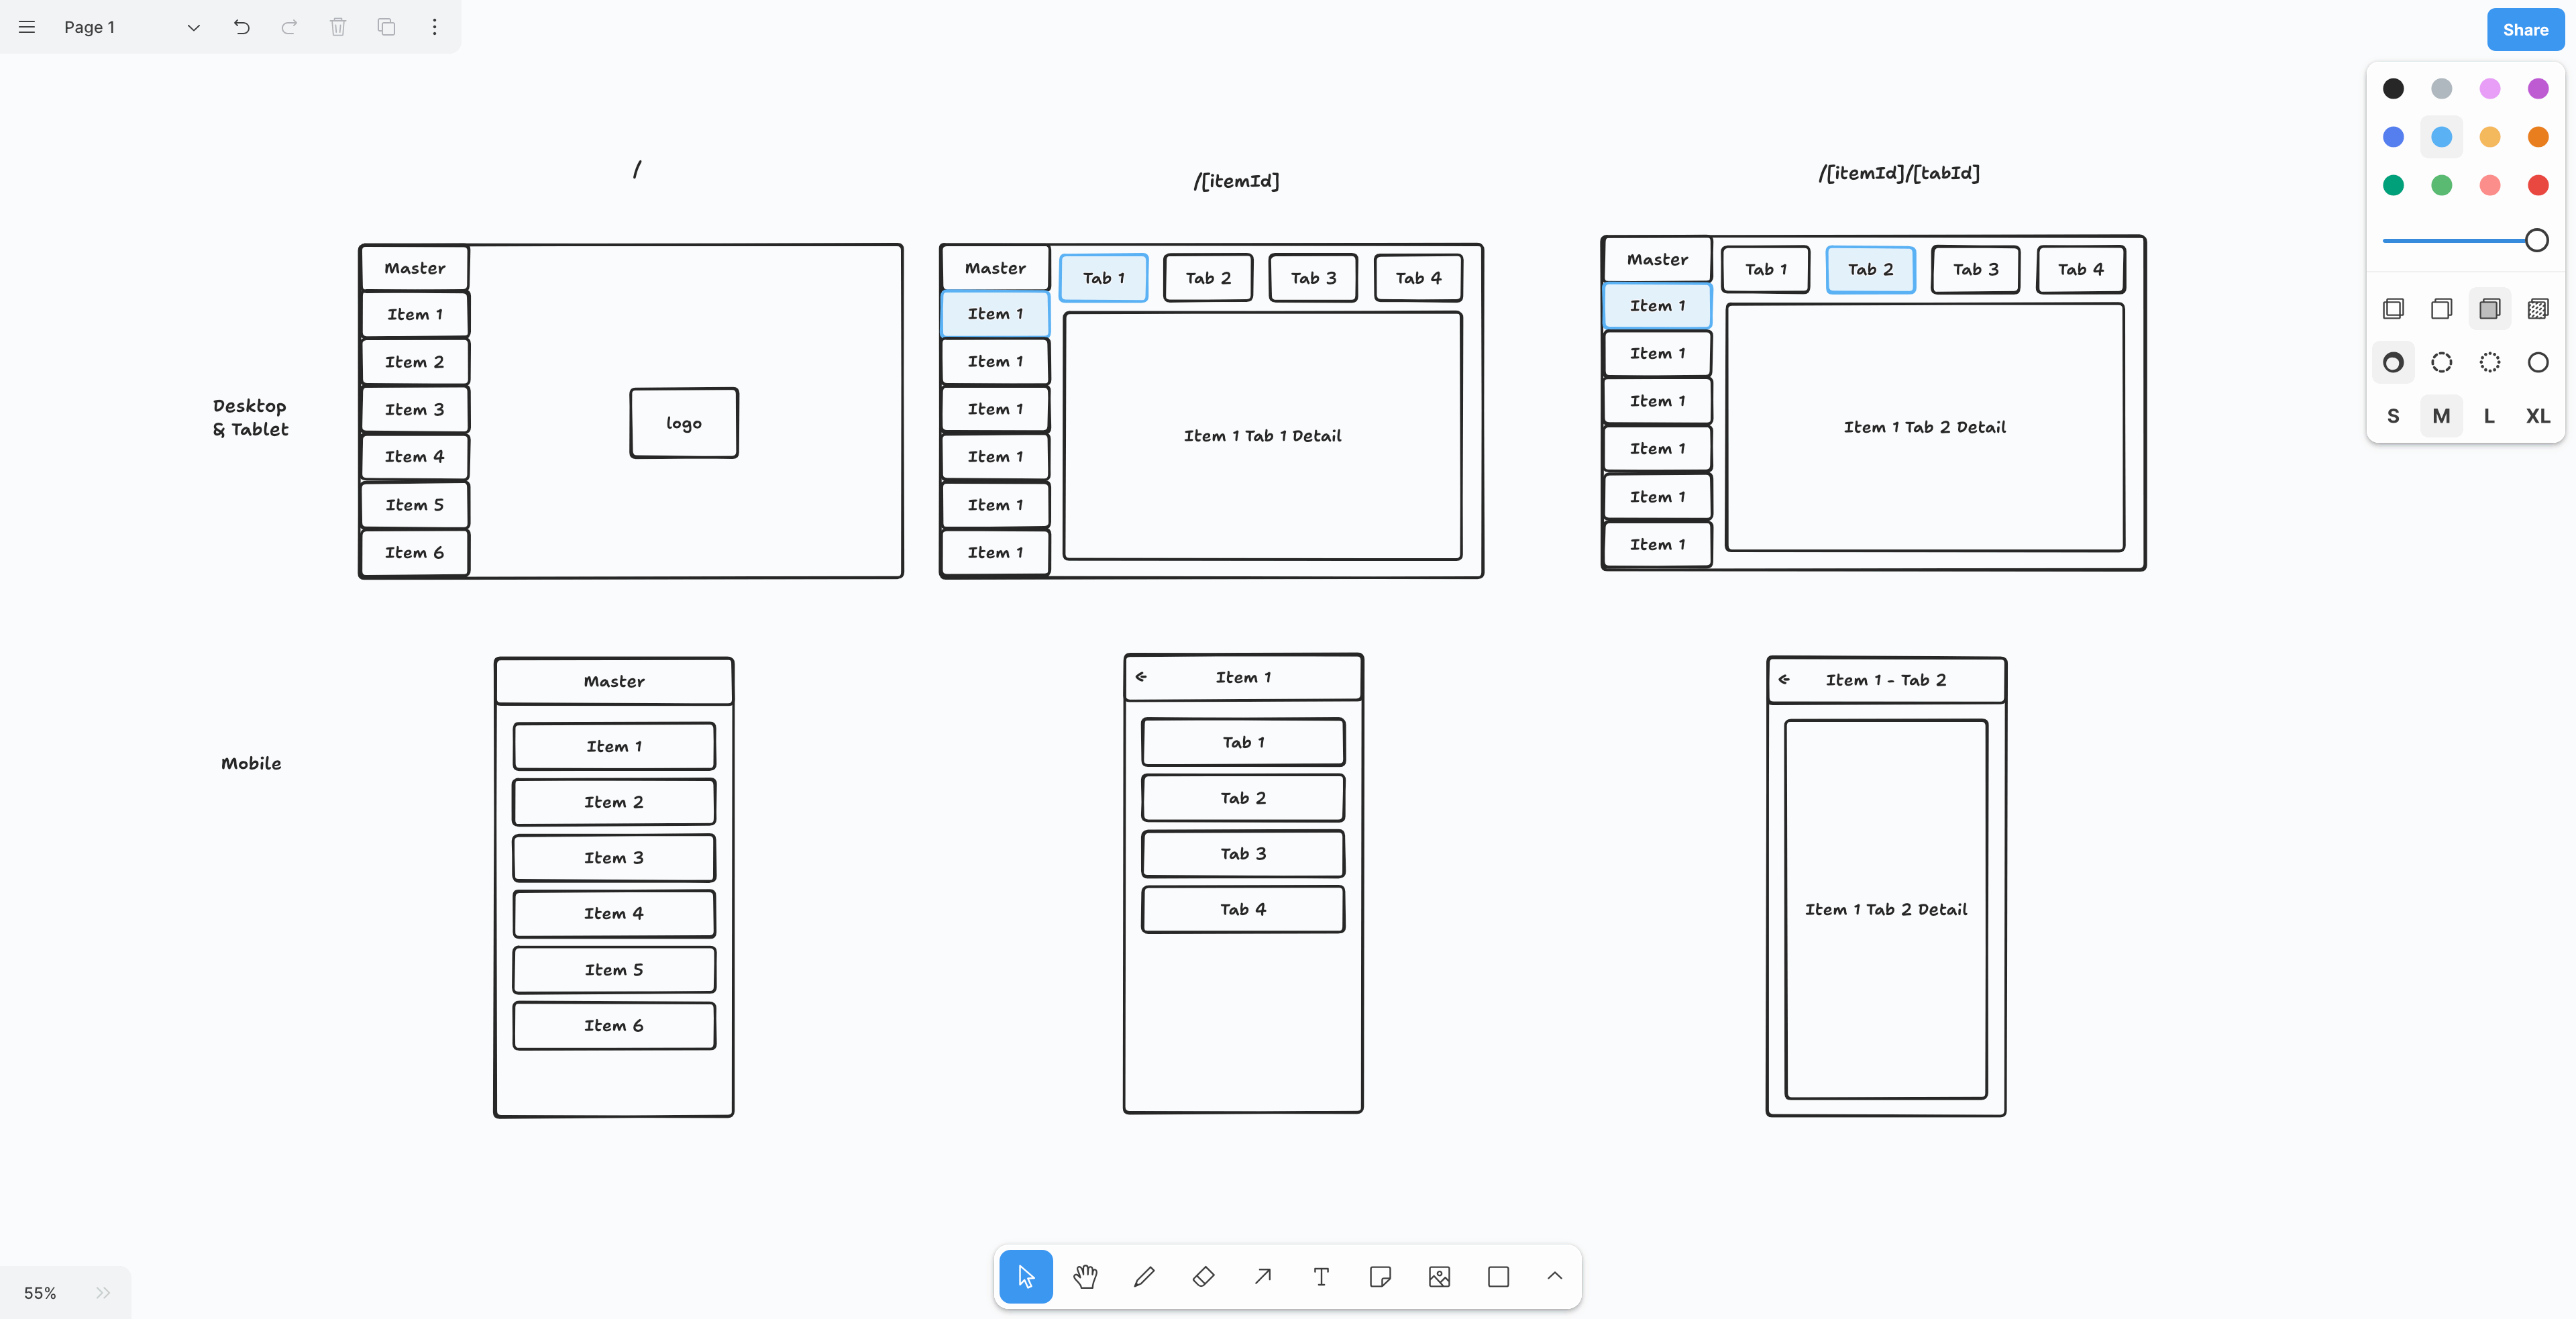 Page 1
Share
/
/[itemId]
/[itemId]/[tabId]
Desktop
& Tablet
Master
Item 1
Item 2
Item 3
Item 4
Item 5
Item 6
logo
Master
Item 1
Item 1
Item 1
Item 1
Item 1
Item 1
Tab 1
Tab 2
Tab 3
Tab 4
Item 1 Tab 1 Detail
Master
Item 1
Item 1
Item 1
Item 1
Item 1
Item 1
Tab 1
Tab 2
Tab 3
Tab 4
Item 1 Tab 2 Detail
S M L XL
Mobile
Master
Item 1
Item 2
Item 3
Item 4
Item 5
Item 6
Item 1
Tab 1
Tab 2
Tab 3
Tab 4
Item 1 - Tab 2
Item 1 Tab 2 Detail
55%
T